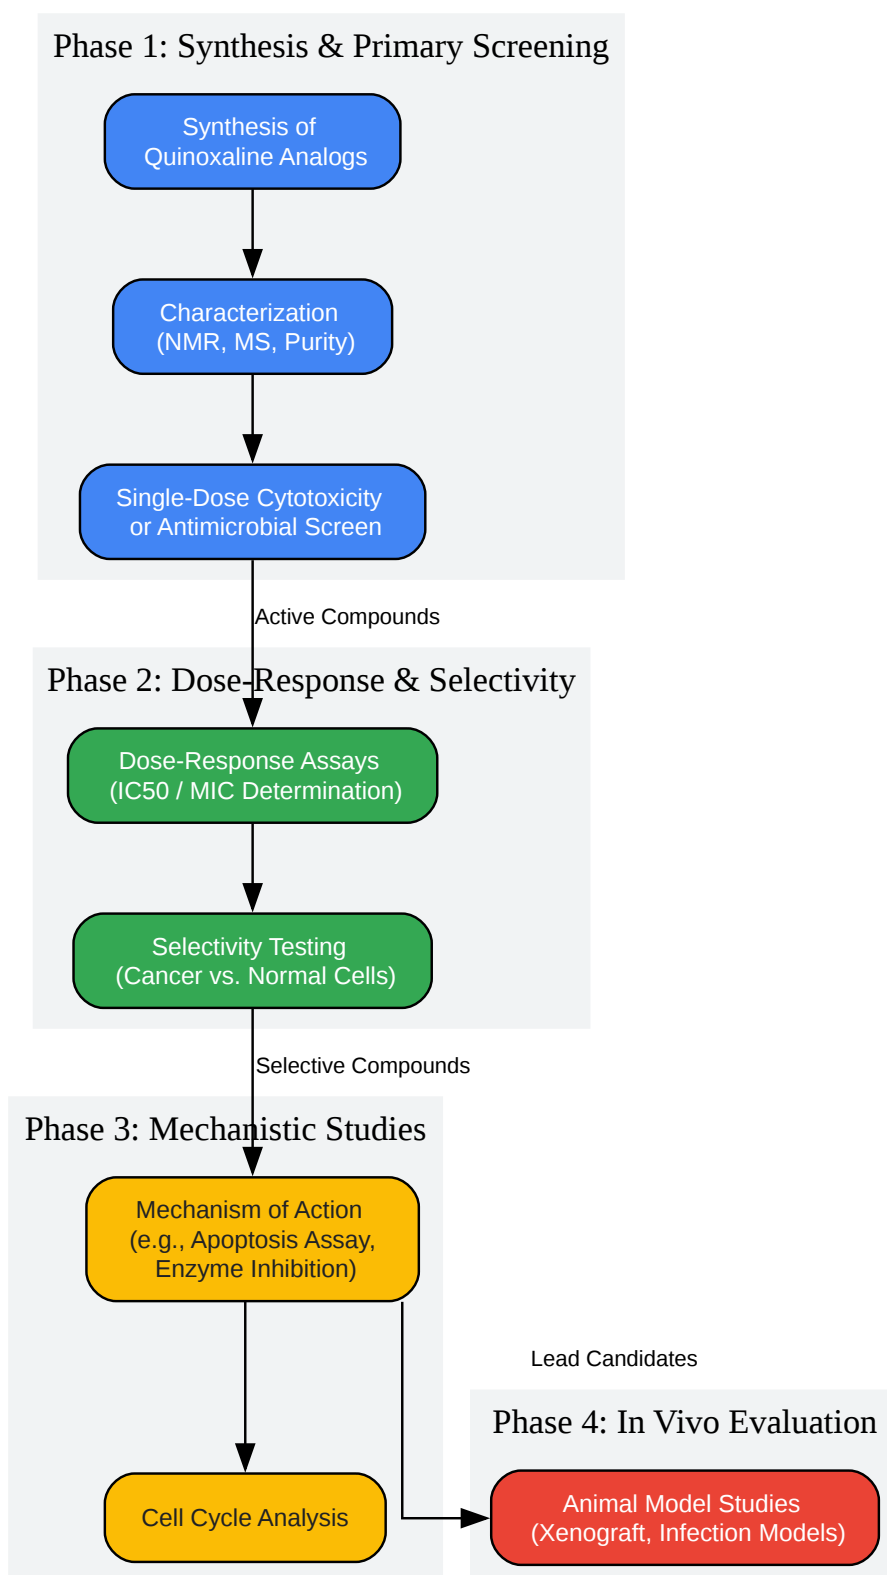 Phase 1: Synthesis & Primary Screening
Synthesis of
Quinoxaline Analogs
Characterization
(NMR, MS, Purity)
Single-Dose Cytotoxicity
or Antimicrobial Screen
Active Compounds
Phase 2: Dose-Response & Selectivity
Dose-Response Assays
(IC50 / MIC Determination)
Selectivity Testing
(Cancer vs. Normal Cells)
Selective Compounds
Phase 3: Mechanistic Studies
Mechanism of Action
(e.g., Apoptosis Assay,
Enzyme Inhibition)
Cell Cycle Analysis
Lead Candidates
Phase 4: In Vivo Evaluation
Animal Model Studies
(Xenograft, Infection Models)